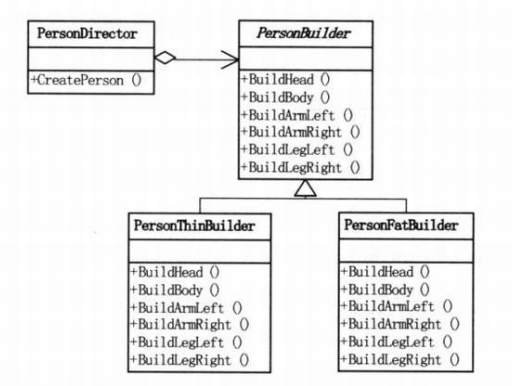 PersonDirector
+CreatePerson ()
PersonBuilder
+BuildHead ()
+BuildBody ()
+BuildArmLeft ()
+BuildArmRight ()
+BuildLegLeft ()
+BuildLegRight ()
PersonThinBuilder
+BuildHead ()
+BuildBody ()
+BuildArmLeft ()
+BuildArmRight ()
+BuildLegLeft ()
+BuildLegRight ()
PersonFatBuilder
+BuildHead ()
+BuildBody ()
+BuildArmLeft ()
+BuildArmRight ()
+BuildLegLeft ()
+BuildLegRight ()